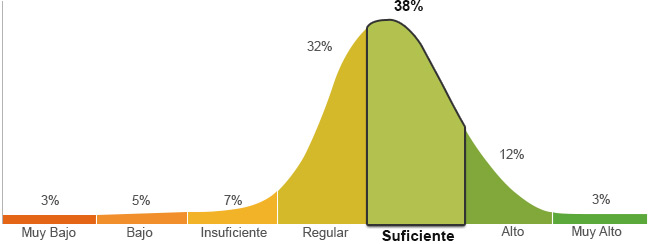 38%
32%
12%
3%
5%
7%
3%
Muy Bajo
Bajo
Insuficiente
Regular
Suficiente
Alto
Muy Alto